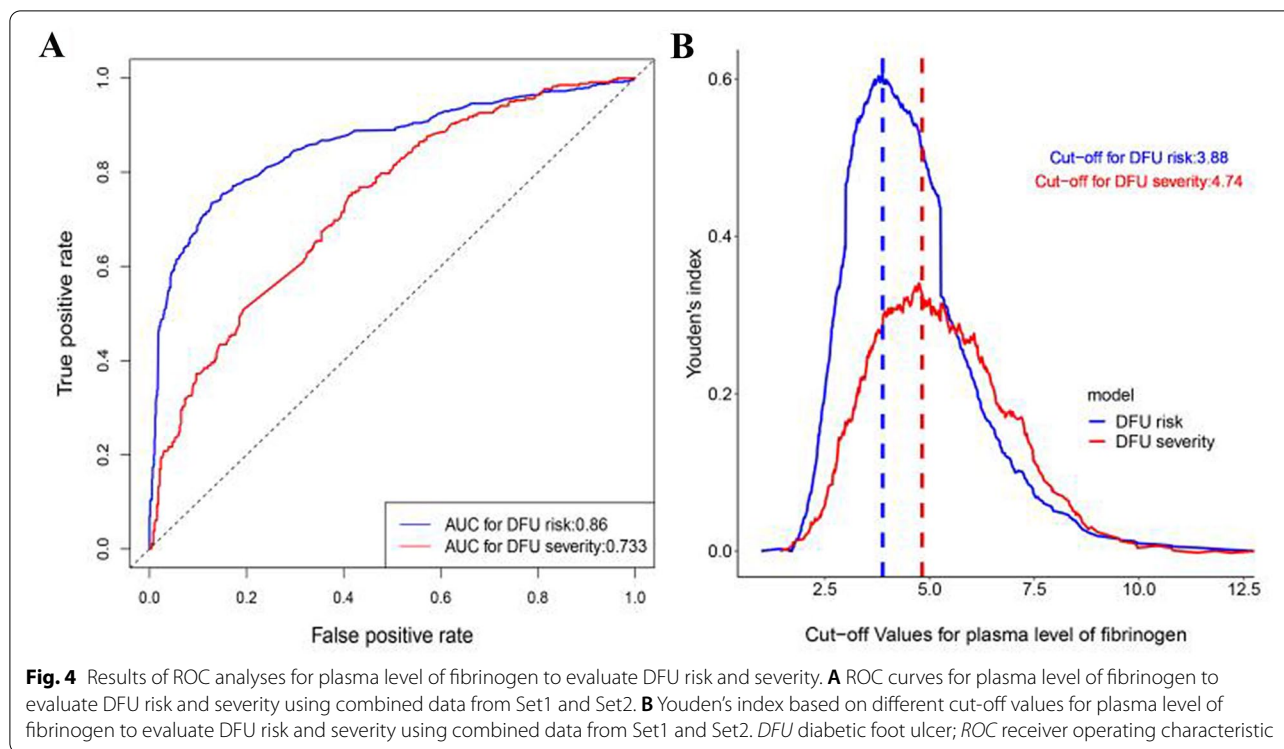 A
True positive rate
1.0
0.8
0.6
0.4
0.2
0.0
AUC for DFU risk:0.86
AUC for DFU severity:0.733
0.0 0.2 0.4 0.6 0.8 1.0
False positive rate
B
Youden's index
0.6
0.4
0.2
0.0
Cut-off for DFU risk:3.88
Cut-off for DFU severity:4.74
model
DFU risk
DFU severity
2.5 5.0 7.5 10.0 12.5
Cut-off Values for plasma level of fibrinogen
Fig. 4 Results of ROC analyses for plasma level of fibrinogen to evaluate DFU risk and severity. A ROC curves for plasma level of fibrinogen to
evaluate DFU risk and severity using combined data from Set1 and Set2. B Youden's index based on different cut-off values for plasma level of
fibrinogen to evaluate DFU risk and severity using combined data from Set1 and Set2. DFU diabetic foot ulcer; ROC receiver operating characteristic